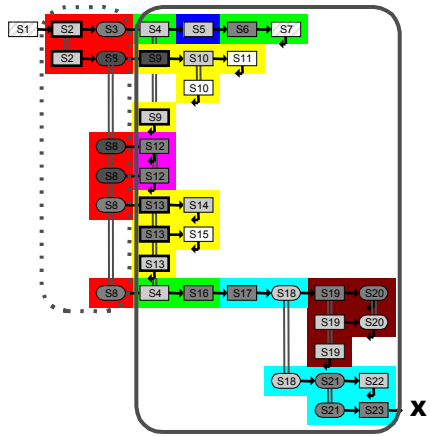 S1 S2 S3 S4 S5 S6 S7
S2 S9 S9 S10 S11
S10
S9
S8 S12
S8 S12
S8 S13 S14
S13 S15
S13
S8 S4 S16 S17 S18 S19 S20
S19 S20
S19
S18 S21 S22
S21 S23 X